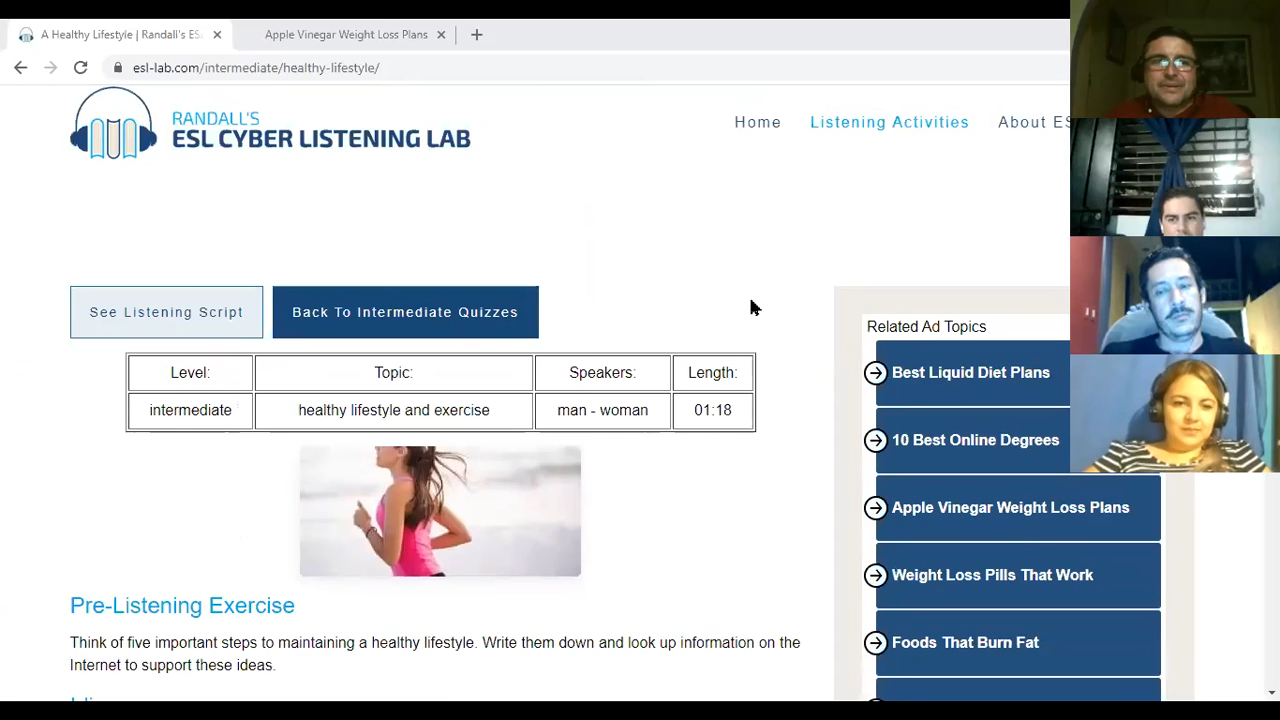 A Healthy Lifestyle | Randall's ES
Apple Vinegar Weight Loss Plans
esl-lab.com/intermediate/healthy-lifestyle/
RANDALL'S
ESL CYBER LISTENING LAB
Home
Listening Activities
About ES
See Listening Script
Back To Intermediate Quizzes
Level:
Topic:
Speakers:
Length:
intermediate
healthy lifestyle and exercise
man - woman
01:18
Pre-Listening Exercise
Think of five important steps to maintaining a healthy lifestyle. Write them down and look up information on the
Internet to support these ideas.
Related Ad Topics
Best Liquid Diet Plans
10 Best Online Degrees
Apple Vinegar Weight Loss Plans
Weight Loss Pills That Work
Foods That Burn Fat